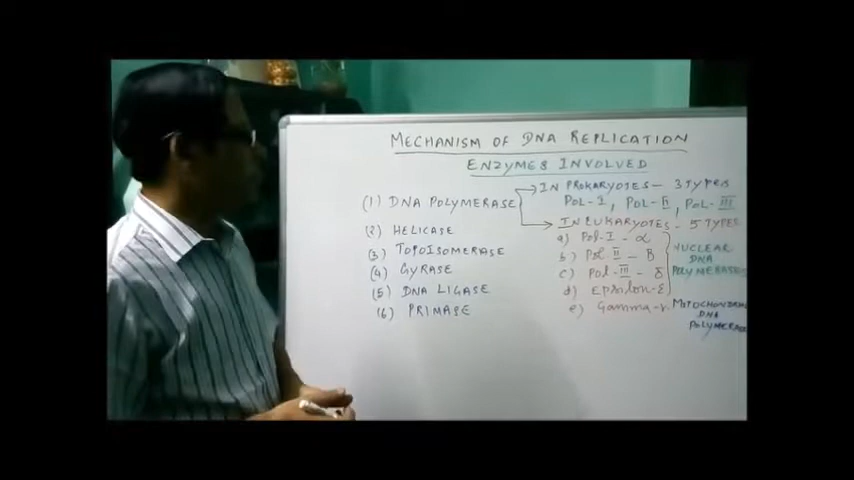 MECHANISM OF DNA REPLICATION
ENZYMES INVOLVED
(1) DNA POLYMERASE
IN PROKARYOTES - 3 TYPES
POL-I, POL-II, POL-III
IN EUKARYOTES - 5 TYPES
a) Pol-I - α
b) Pol II - β
c) Pol-III - δ
d) Epsilon-ε
NUCLEAR
DNA
POLYMERASES
e) Gamma-γ
MITOCHONDRIAL
DNA
POLYMERASE
(2) HELICASE
(3) TOPOISOMERASE
(4) GYRASE
(5) DNA LIGASE
(6) PRIMASE